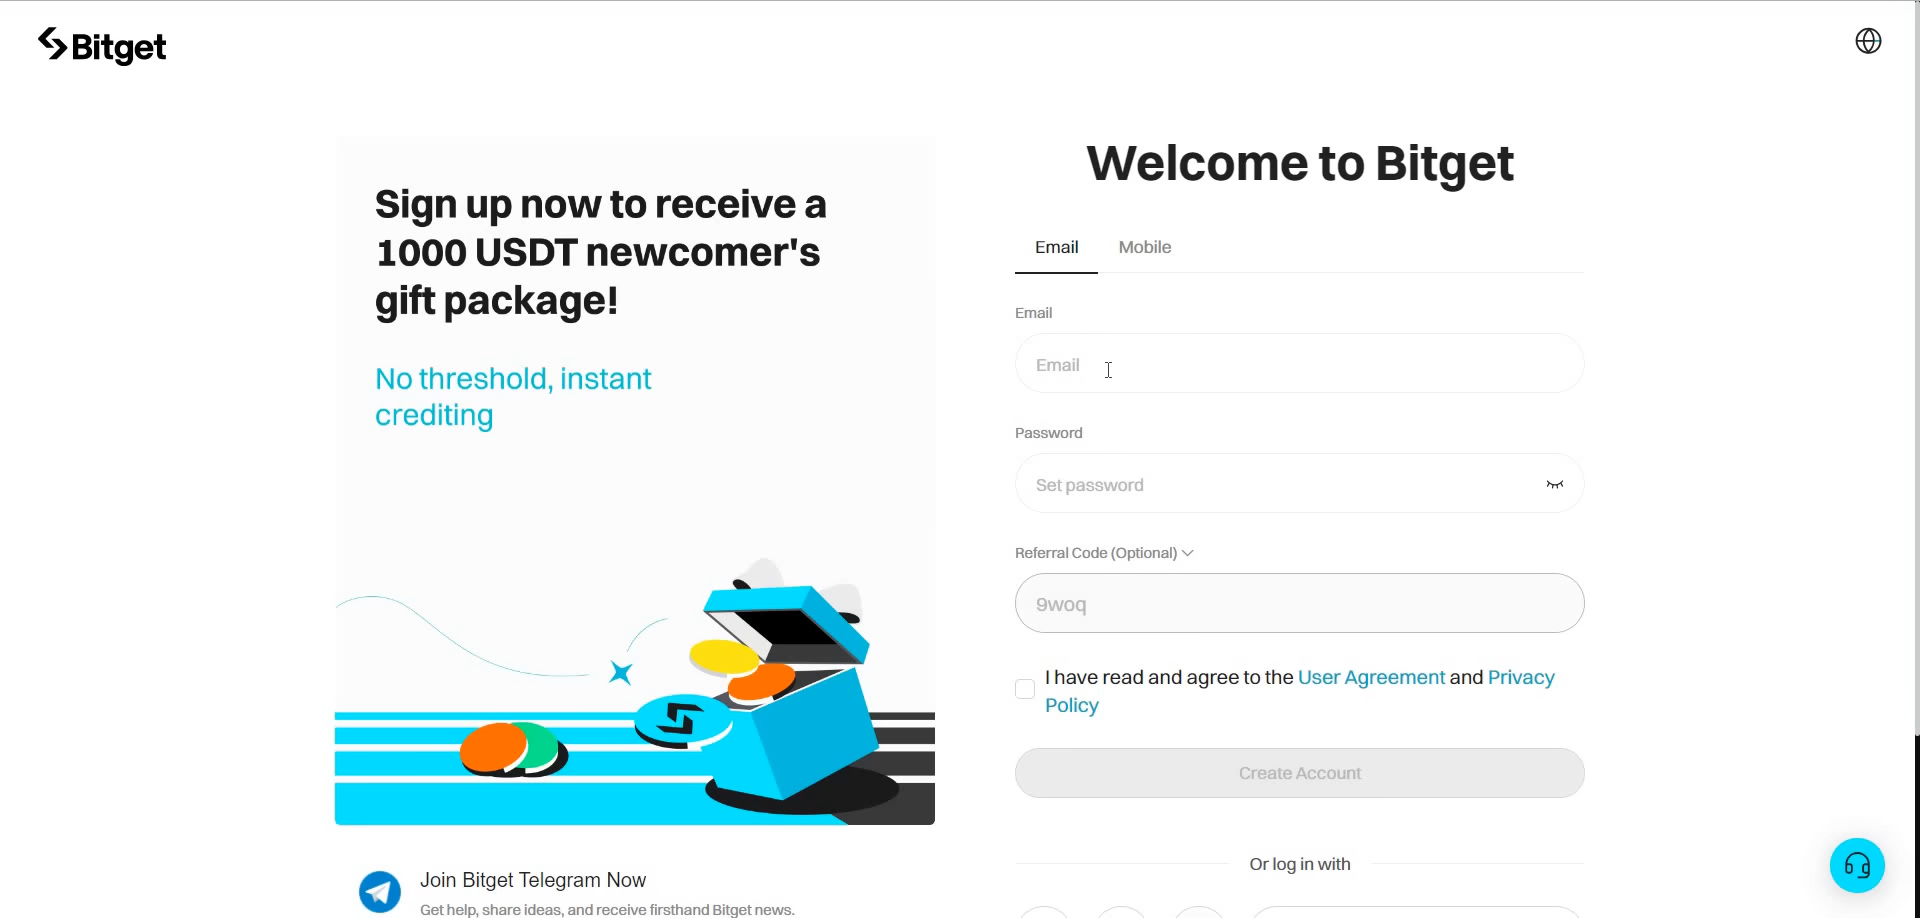 Bitget
Sign up now to receive a
1000 USDT newcomer's
gift package!
No threshold, instant
crediting
Join Bitget Telegram Now
Get help, share ideas, and receive firsthand Bitget news.
Welcome to Bitget
Email Mobile
Email
Email
Password
Set password
Referral Code (Optional)
9woq
I have read and agree to the User Agreement and Privacy
Policy
Create Account
Or log in with